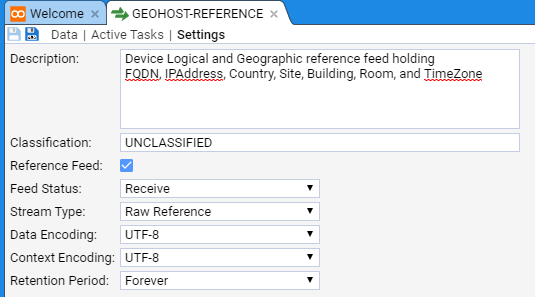 Welcome × GEOHOST-REFERENCE ×
Data | Active Tasks | Settings
Description: Device Logical and Geographic reference feed holding
FQDN, IPAddress, Country, Site, Building, Room, and TimeZone
Classification: UNCLASSIFIED
Reference Feed:
Feed Status: Receive
Stream Type: Raw Reference
Data Encoding: UTF-8
Context Encoding: UTF-8
Retention Period: Forever